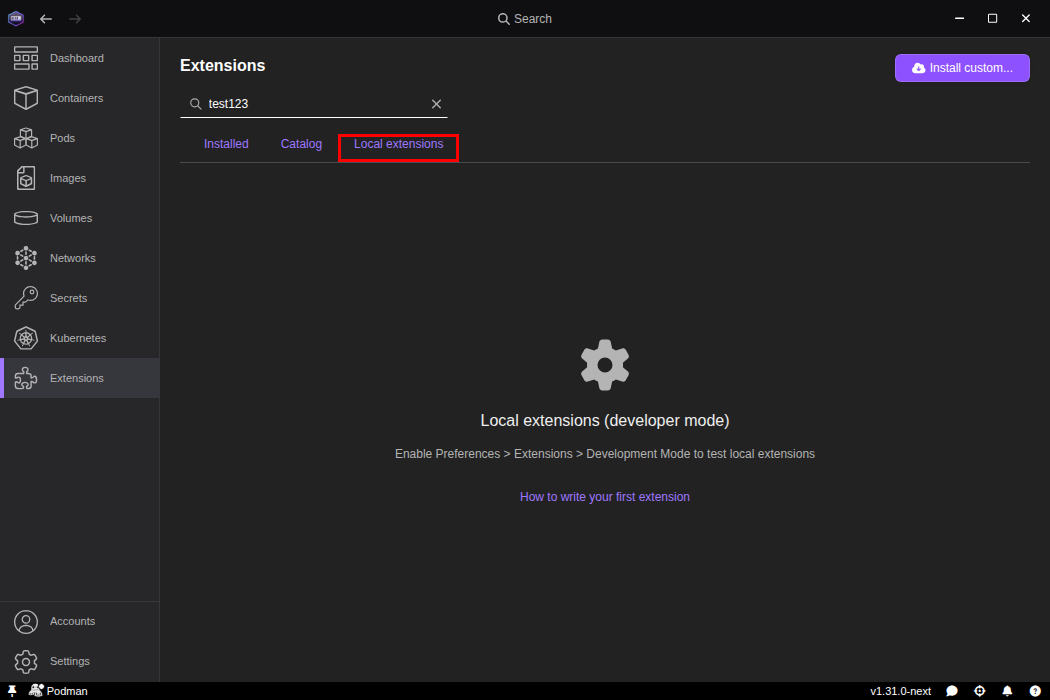 Search
Dashboard
Containers
Pods
Images
Volumes
Networks
Secrets
Kubernetes
Extensions
Accounts
Settings
Extensions
Install custom...
test123
Installed
Catalog
Local extensions
Local extensions (developer mode)
Enable Preferences > Extensions > Development Mode to test local extensions
How to write your first extension
Podman
v1.31.0-next